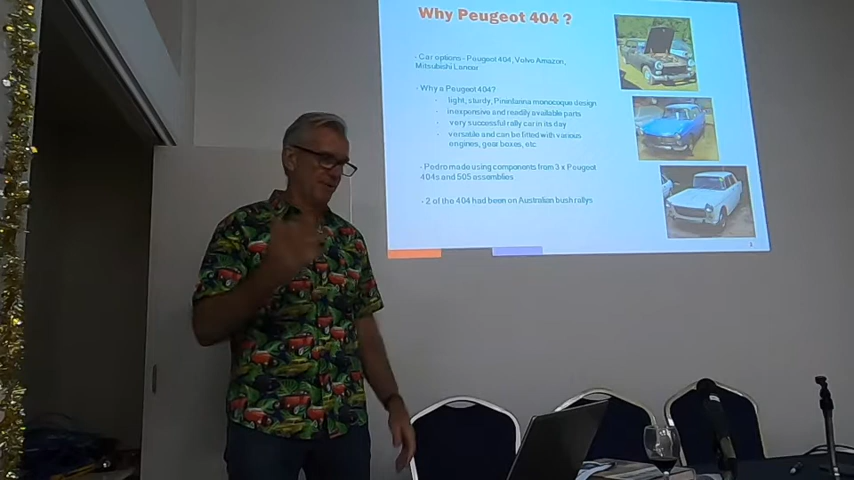 Why Peugeot 404 ?
- Car options - Peugeot 404, Volvo Amazon,
Mitsubishi Lancer
- Why a Peugeot 404?
- light, sturdy, Pininfarina monocoque design
- inexpensive and readily available parts
- very successful rally car in its day
- versatile and can be fitted with various
engines, gear boxes, etc
- Pedro made using components from 3 x Peugeot
404s and 505 assembler
- 2 of the 404 had been on Australian bush rallys